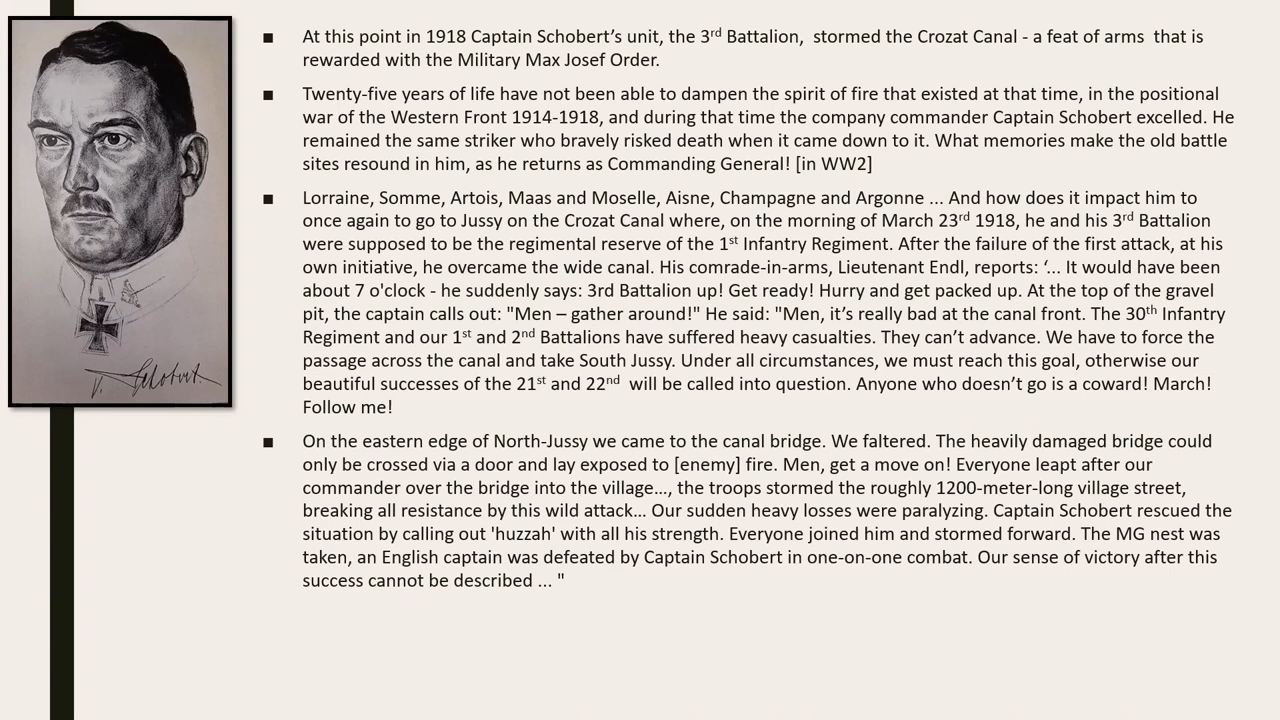 ■ At this point in 1918 Captain Schobert’s unit, the 3rd Battalion,  stormed the Crozat Canal - a feat of arms  that is
rewarded with the Military Max Josef Order.
■ Twenty-five years of life have not been able to dampen the spirit of fire that existed at that time, in the positional
war of the Western Front 1914-1918, and during that time the company commander Captain Schobert excelled. He
remained the same striker who bravely risked death when it came down to it. What memories make the old battle
sites resound in him, as he returns as Commanding General! [in WW2]
■ Lorraine, Somme, Artois, Maas and Moselle, Aisne, Champagne and Argonne ... And how does it impact him to
once again to go to Jussy on the Crozat Canal where, on the morning of March 23rd 1918, he and his 3rd Battalion
were supposed to be the regimental reserve of the 1st Infantry Regiment. After the failure of the first attack, at his
own initiative, he overcame the wide canal. His comrade-in-arms, Lieutenant Endl, reports: ‘... It would have been
about 7 o'clock - he suddenly says: 3rd Battalion up! Get ready! Hurry and get packed up. At the top of the gravel
pit, the captain calls out: "Men – gather around!" He said: "Men, it’s really bad at the canal front. The 30th Infantry
Regiment and our 1st and 2nd Battalions have suffered heavy casualties. They can’t advance. We have to force the
passage across the canal and take South Jussy. Under all circumstances, we must reach this goal, otherwise our
beautiful successes of the 21st and 22nd  will be called into question. Anyone who doesn’t go is a coward! March!
Follow me!
■ On the eastern edge of North-Jussy we came to the canal bridge. We faltered. The heavily damaged bridge could
only be crossed via a door and lay exposed to [enemy] fire. Men, get a move on! Everyone leapt after our
commander over the bridge into the village…, the troops stormed the roughly 1200-meter-long village street,
breaking all resistance by this wild attack… Our sudden heavy losses were paralyzing. Captain Schobert rescued the
situation by calling out 'huzzah' with all his strength. Everyone joined him and stormed forward. The MG nest was
taken, an English captain was defeated by Captain Schobert in one-on-one combat. Our sense of victory after this
success cannot be described ... "
v. Schobert.